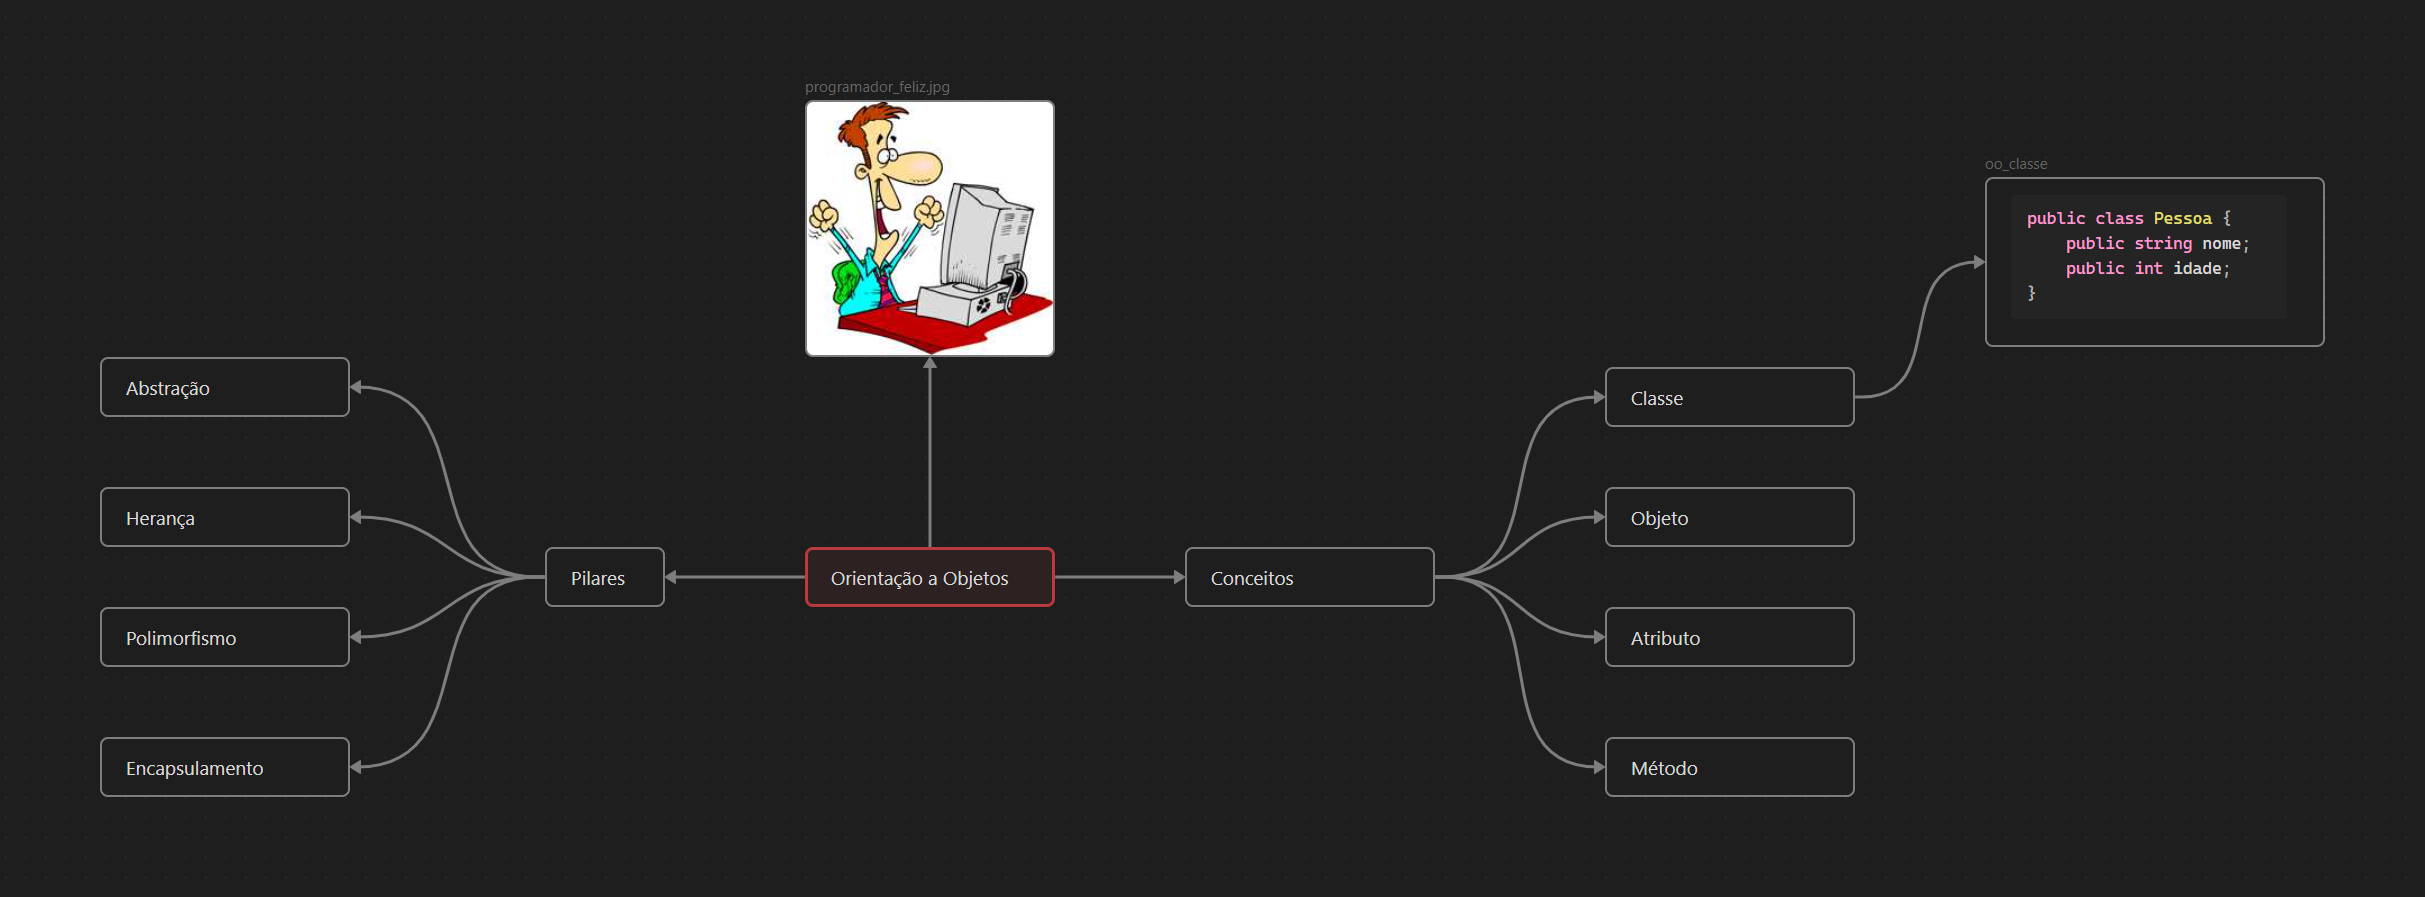 programador_feliz.jpg
oo_classe
public class Pessoa {
    public string nome;
    public int idade;
}
Abstração
Classe
Herança
Objeto
Pilares
Orientação a Objetos
Conceitos
Polimorfismo
Atributo
Encapsulamento
Método